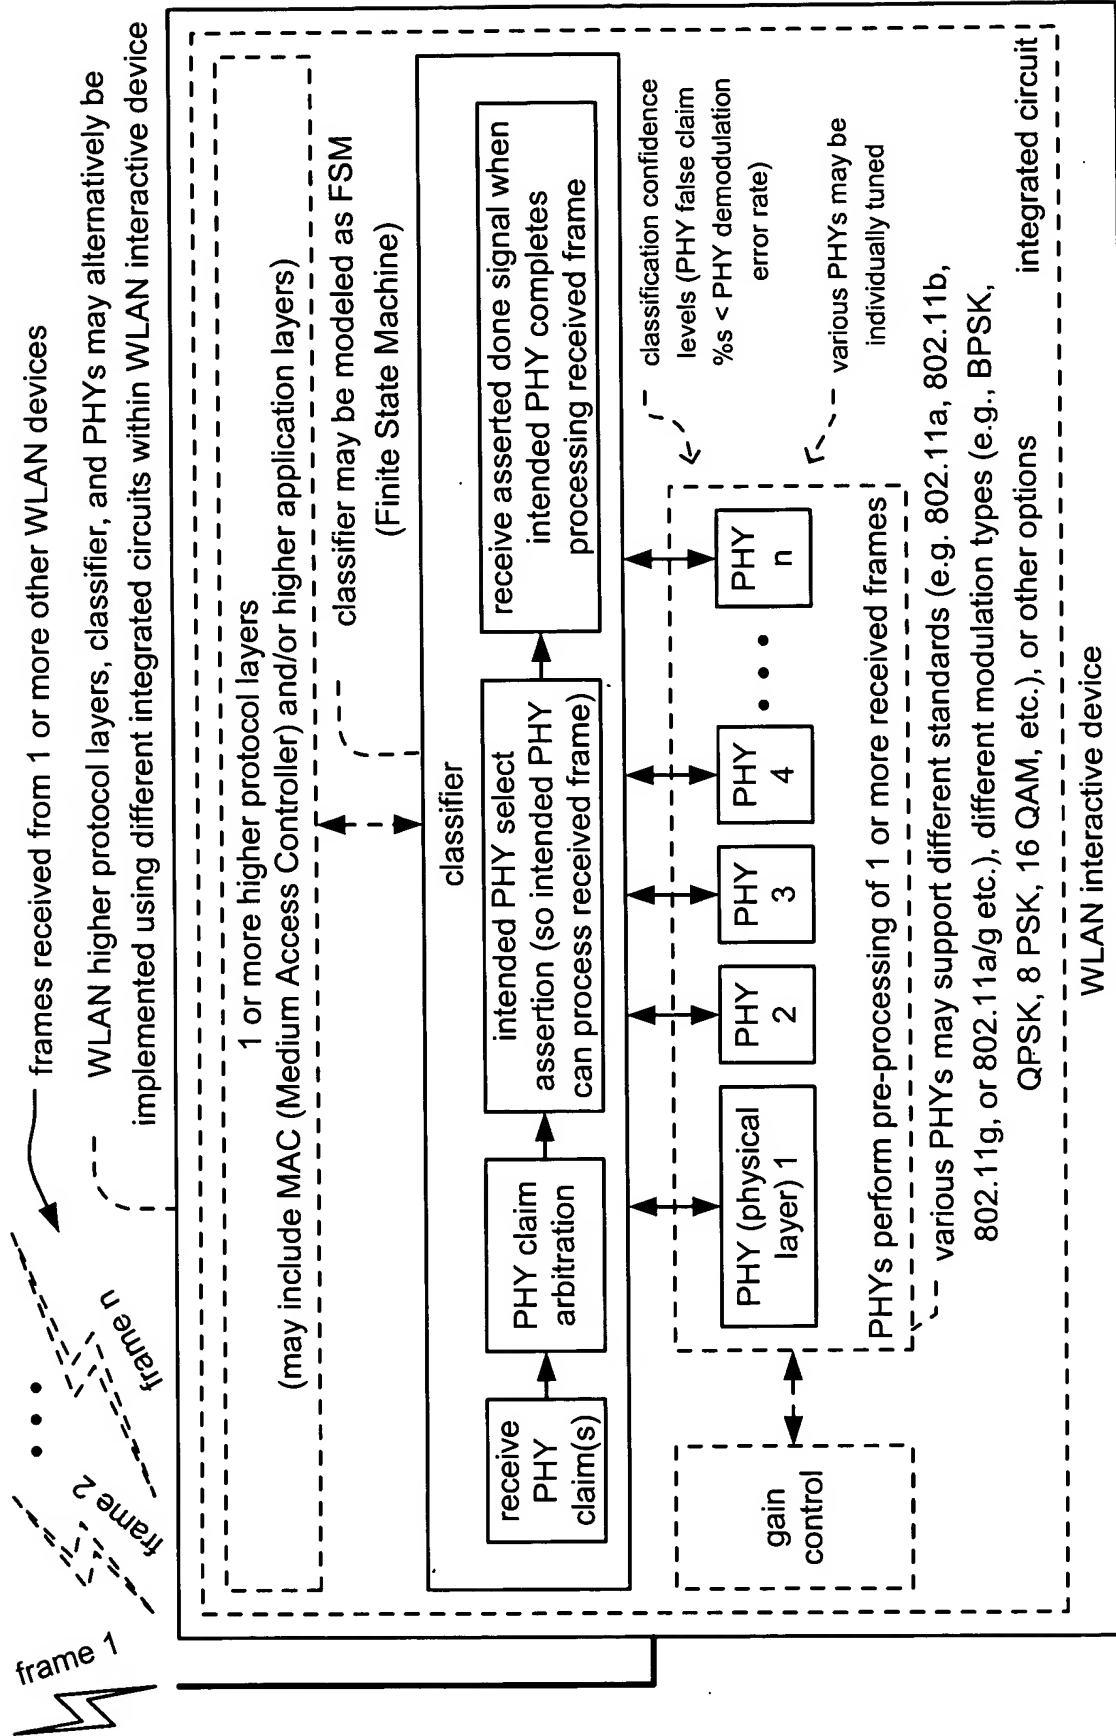 frames received from 1 or more other WLAN devices
WLAN higher protocol layers, classifier, and PHYs may alternatively be
implemented using different integrated circuits within WLAN interactive device
frame 1
frame 2
frame n
1 or more higher protocol layers
(may include MAC (Medium Access Controller) and/or higher application layers)
classifier may be modeled as FSM
(Finite State Machine)
classifier
receive
PHY
claim(s)
PHY claim
arbitration
intended PHY select
assertion (so intended PHY
can process received frame)
receive asserted done signal when
intended PHY completes
processing received frame
classification confidence
levels (PHY false claim
%s < PHY demodulation
error rate)
various PHYs may be
individually tuned
gain
control
PHY (physical
layer) 1
PHY
2
PHY
3
PHY
4
PHY
n
PHYs perform pre-processing of 1 or more received frames
various PHYs may support different standards (e.g. 802.11a, 802.11b,
802.11g, or 802.11a/g etc.), different modulation types (e.g., BPSK,
QPSK, 8 PSK, 16 QAM, etc.), or other options
integrated circuit
WLAN interactive device